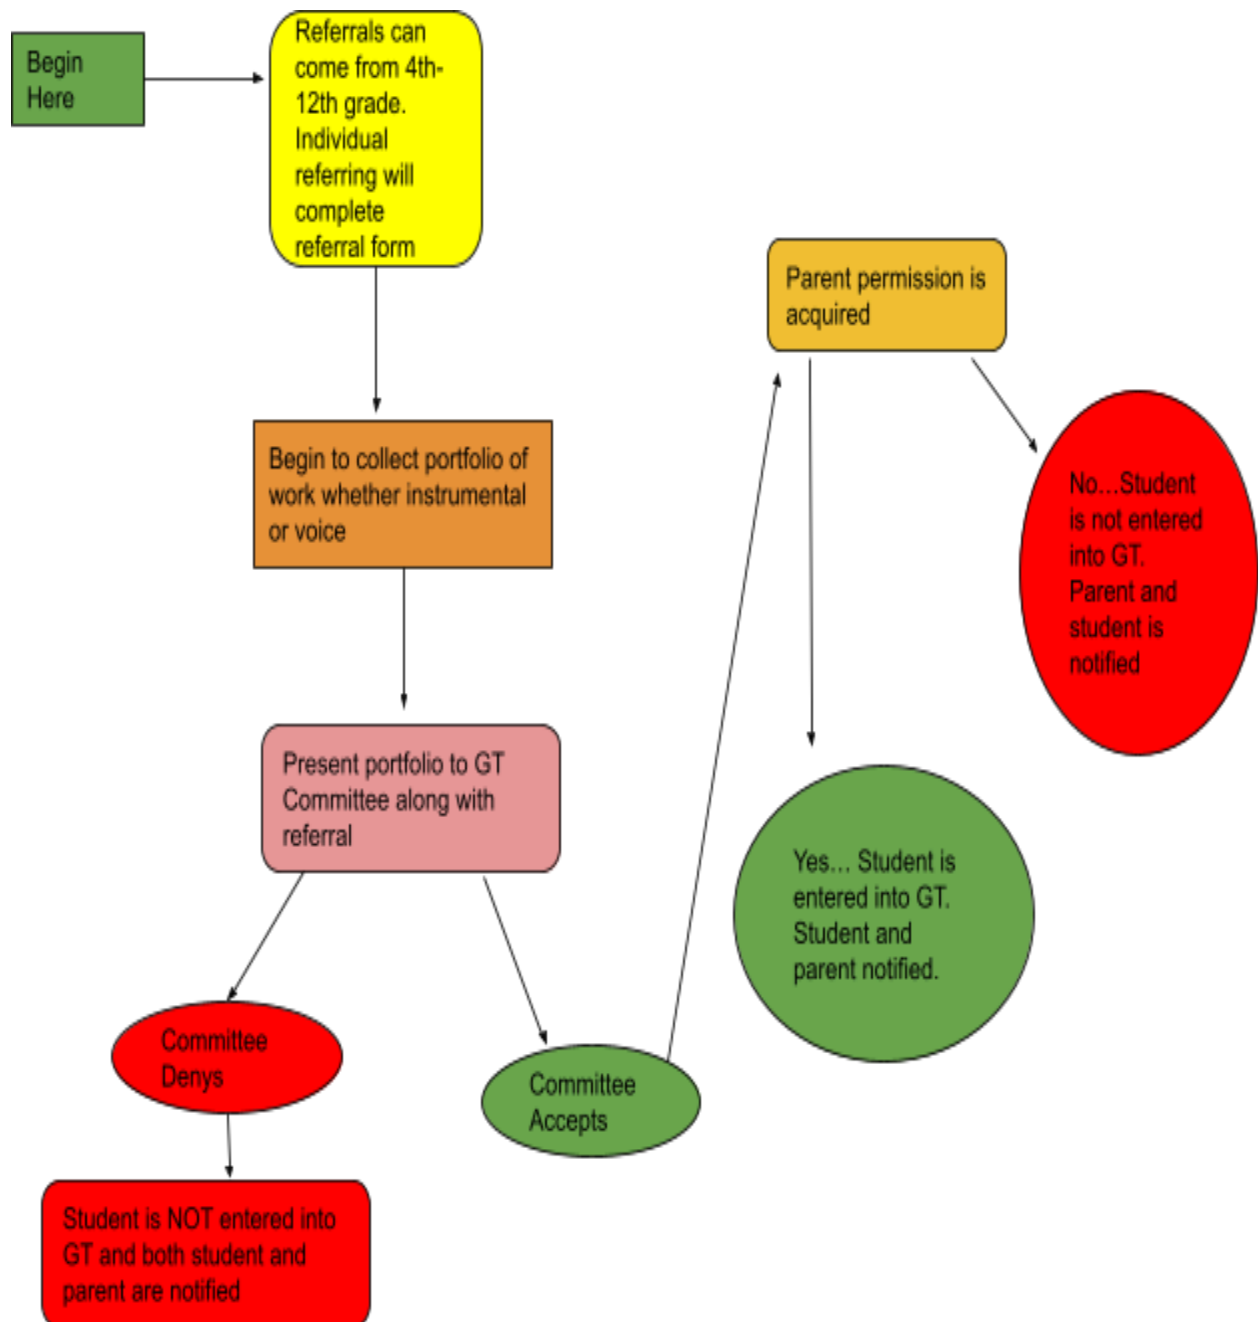 Begin
Here
Referrals can
come from 4th-
12th grade.
Individual
referring will
complete
referral form
Begin to collect portfolio of
work whether instrumental
or voice
Present portfolio to GT
Committee along with
referral
Committee
Denys
Student is NOT entered into
GT and both student and
parent are notified
Committee
Accepts
Parent permission is
acquired
No...Student
is not entered
into GT.
Parent and
student is
notified
Yes... Student is
entered into GT.
Student and
parent notified.